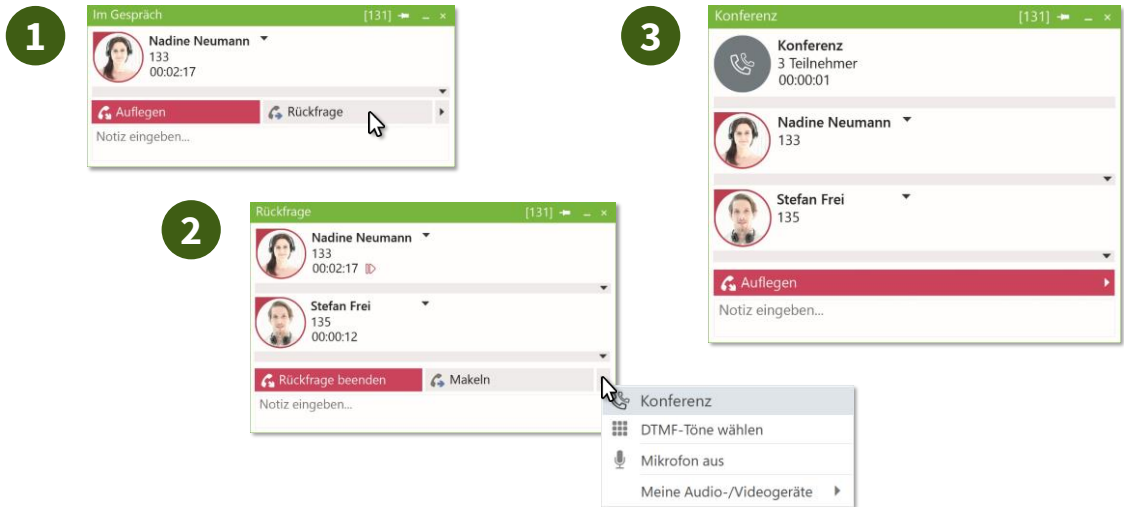 1
Im Gespräch [131]
Nadine Neumann
133
00:02:17
Auflegen Rückfrage
Notiz eingeben...
2
Rückfrage [131]
Nadine Neumann
133
00:02:17
Stefan Frei
135
00:00:12
Rückfrage beenden Makeln
Notiz eingeben...
Konferenz
DTMF-Töne wählen
Mikrofon aus
Meine Audio-/Videogeräte
3
Konferenz [131]
Konferenz
3 Teilnehmer
00:00:01
Nadine Neumann
133
Stefan Frei
135
Auflegen
Notiz eingeben...